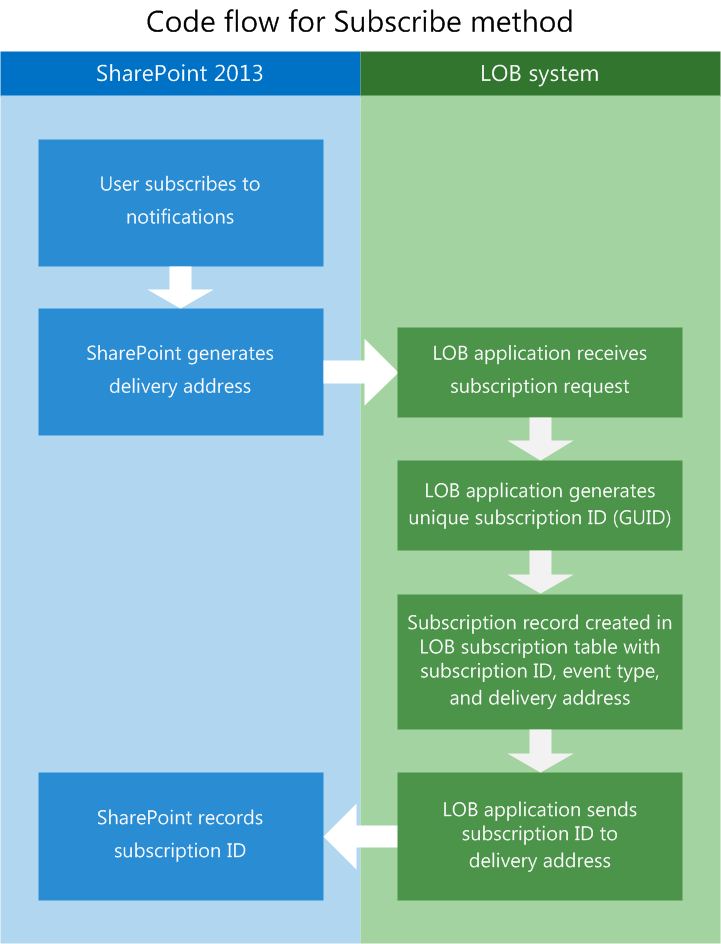 Code flow for Subscribe method
SharePoint 2013
LOB system
User subscribes to
notifications
SharePoint generates
delivery address
LOB application receives
subscription request
LOB application generates
unique subscription ID (GUID)
Subscription record created in
LOB subscription table with
subscription ID, event type,
and delivery address
LOB application sends
subscription ID to
delivery address
SharePoint records
subscription ID